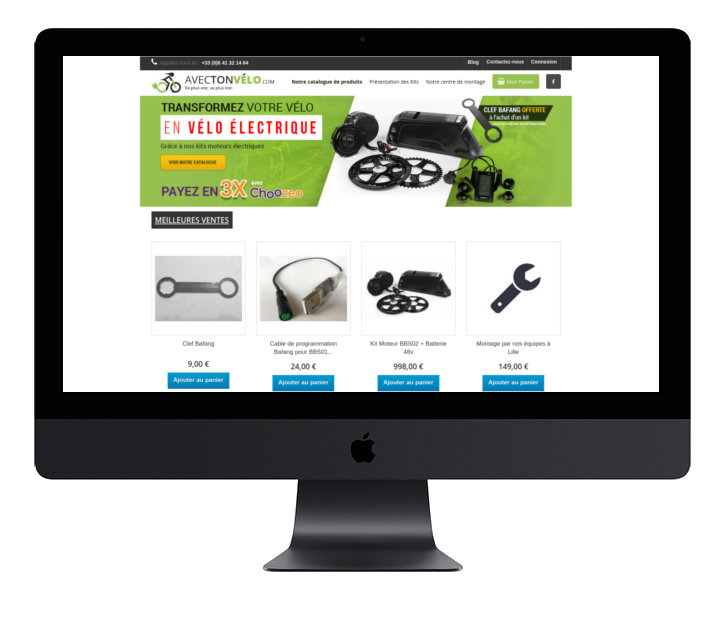 Appelez-nous au : +33 (0)6 41 32 14 64
Blog Contactez-nous Connexion
AVECTONVÉLO.COM
Va plus vite, va plus loin
Notre catalogue de produits Présentation des Kits Notre centre de montage Mon Panier f
TRANSFORMEZ VOTRE VÉLO
EN VÉLO ÉLECTRIQUE
Grâce à nos kits moteurs électriques
VOIR NOTRE CATALOGUE
PAYEZ EN 3X AVEC Choozeo
CLEF BAFANG OFFERTE
à l'achat d'un kit
MEILLEURES VENTES
Clef Bafang
9,00 €
Ajouter au panier
Cable de programmation
Bafang pour BBS01...
24,00 €
Ajouter au panier
Kit Moteur BBS02 + Batterie
48v
998,00 €
Ajouter au panier
Montage par nos équipes à
Lille
149,00 €
Ajouter au panier